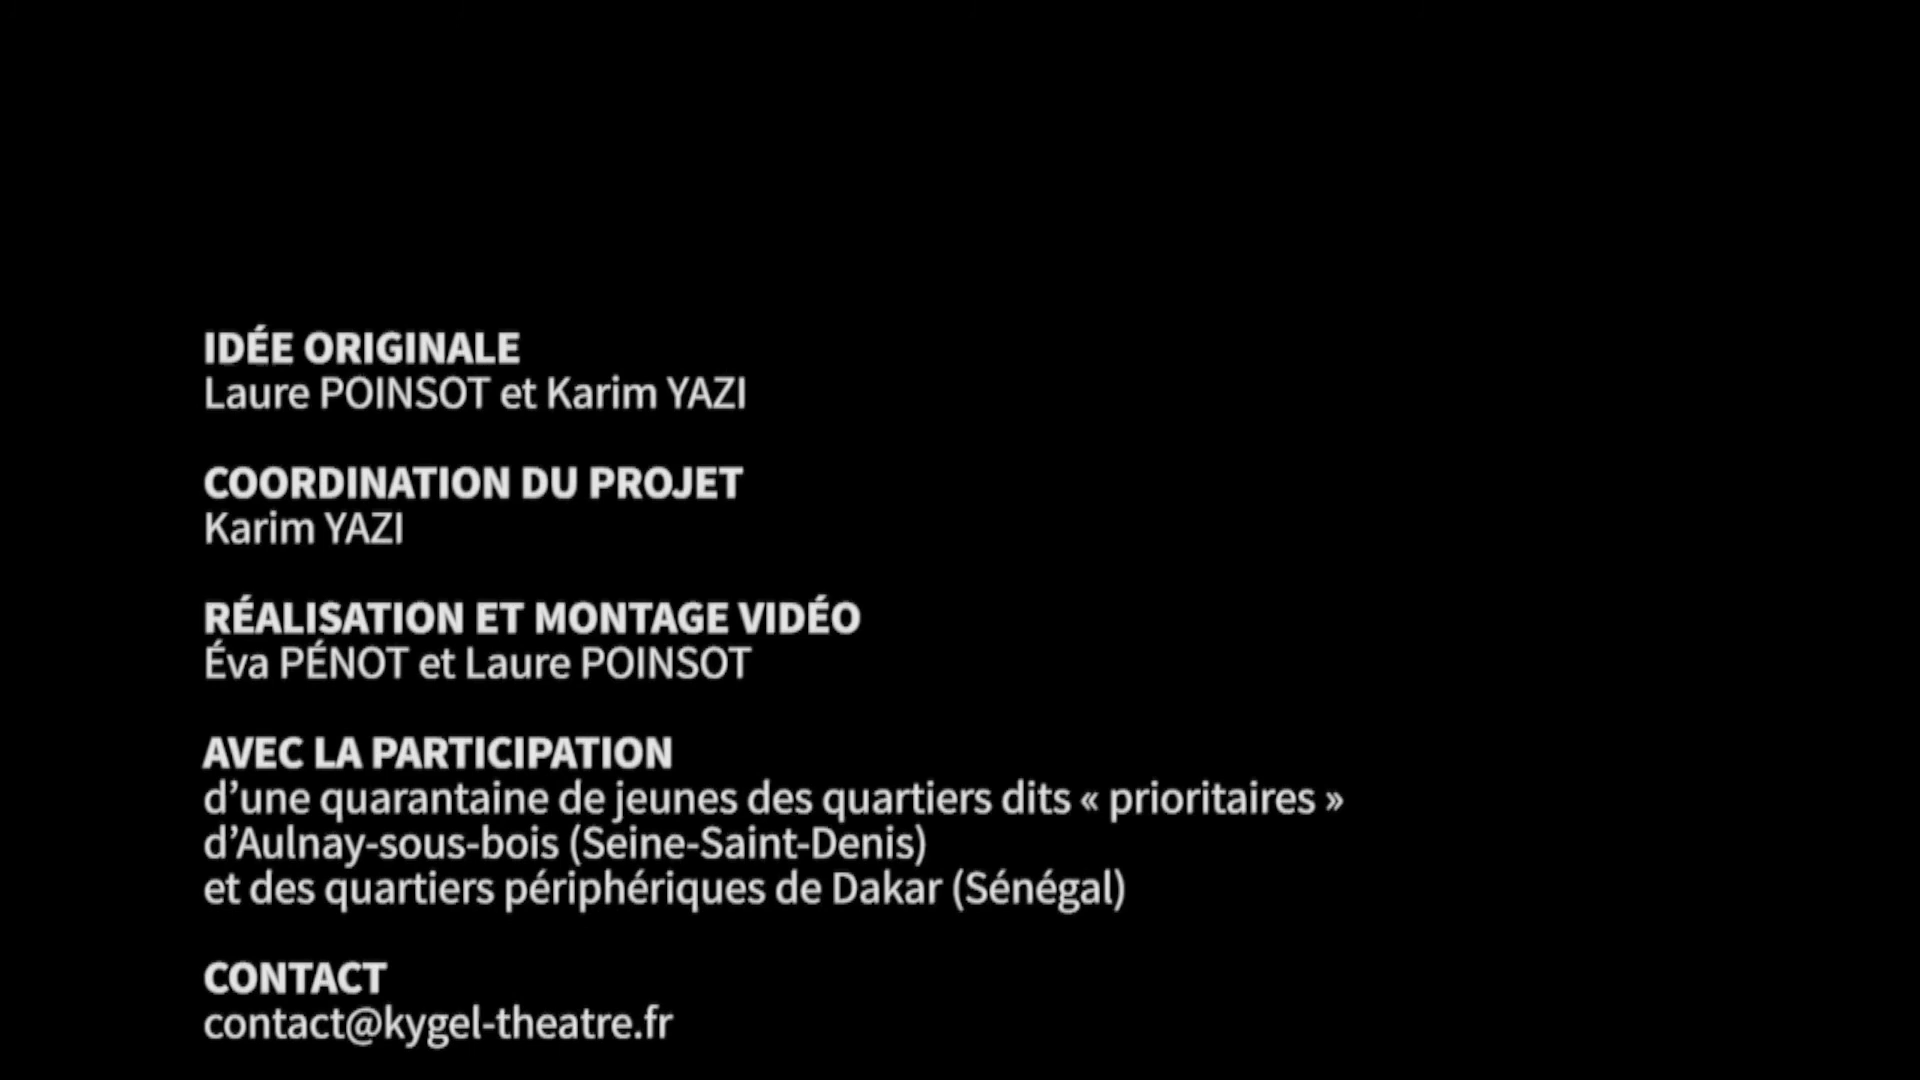 IDÉE ORIGINALE
Laure POINSOT et Karim YAZI
COORDINATION DU PROJET
Karim YAZI
RÉALISATION ET MONTAGE VIDÉO
Éva PÉNOT et Laure POINSOT
AVEC LA PARTICIPATION
d’une quarantaine de jeunes des quartiers dits « prioritaires »
d’Aulnay-sous-bois (Seine-Saint-Denis)
et des quartiers périphériques de Dakar (Sénégal)
CONTACT
contact@kygel-theatre.fr